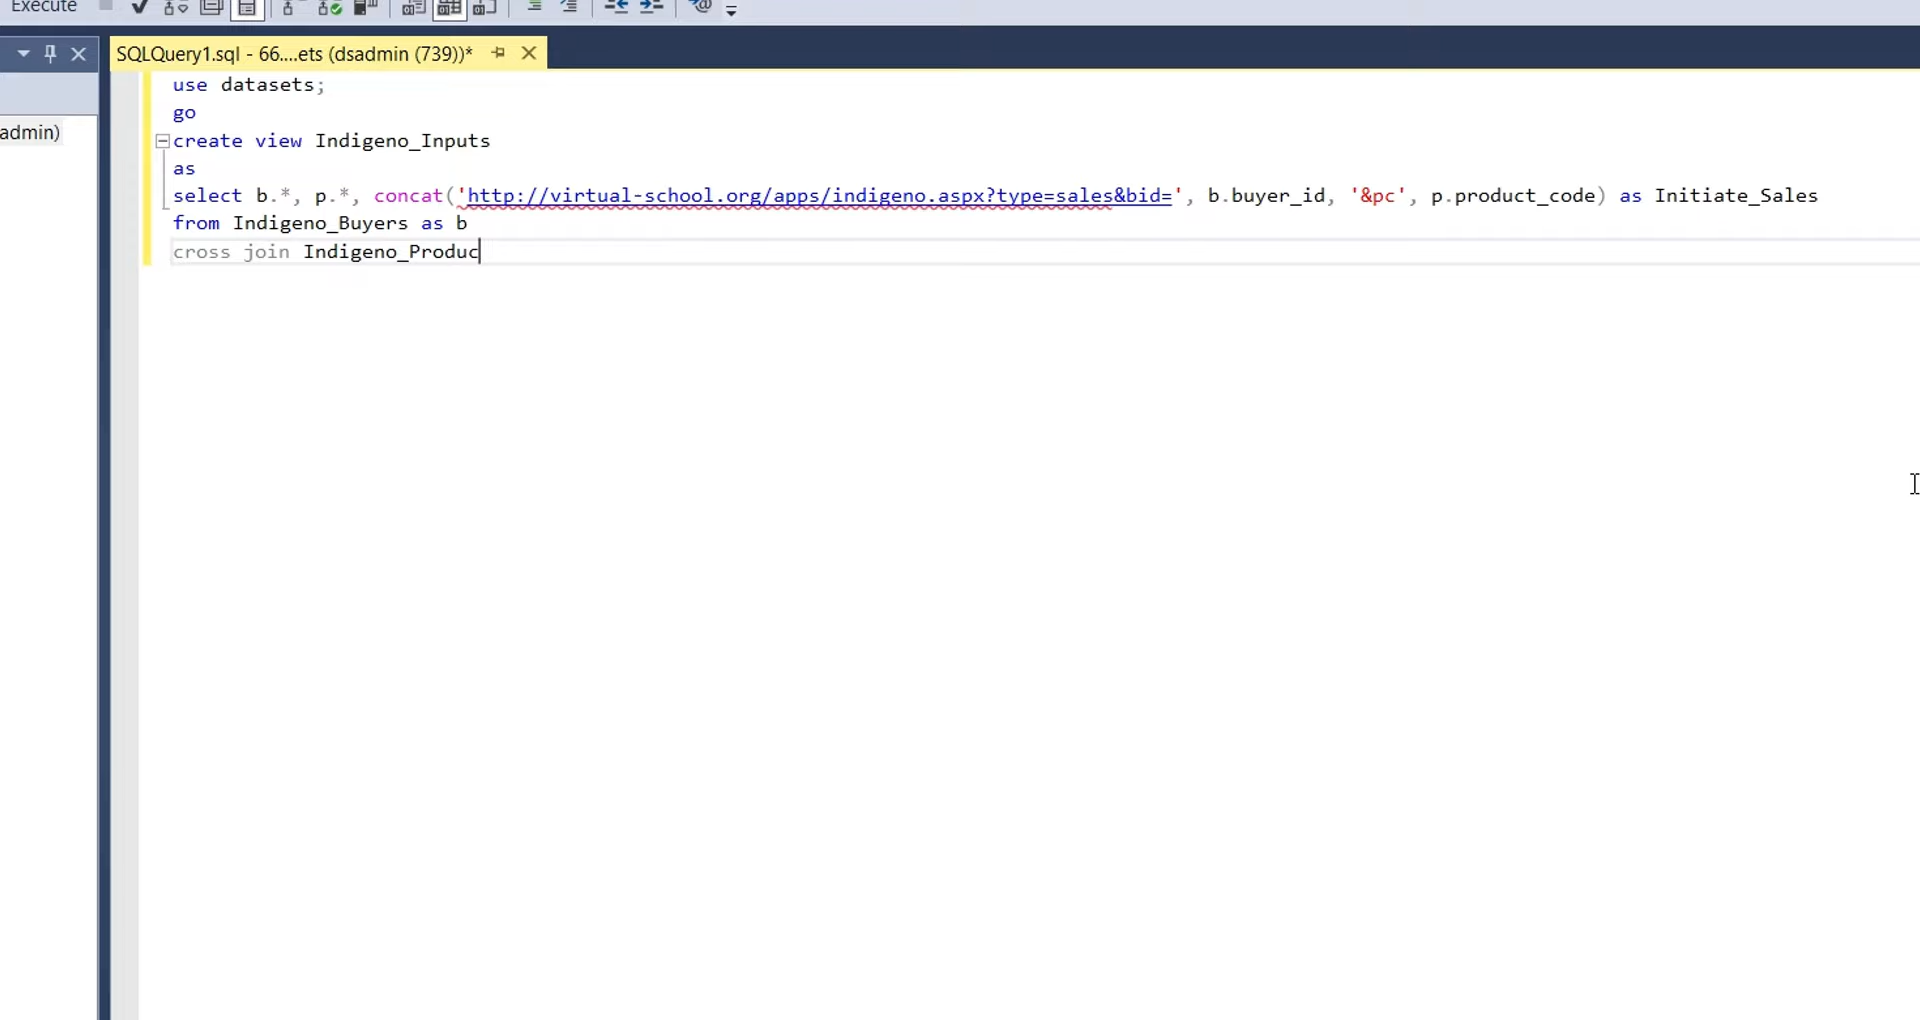 Execute
SQLQuery1.sql - 66....ets (dsadmin (739))*
admin)
use datasets;
go
create view Indigeno_Inputs
as
select b.*, p.*, concat('http://virtual-school.org/apps/indigeno.aspx?type=sales&bid=', b.buyer_id, '&pc', p.product_code) as Initiate_Sales
from Indigeno_Buyers as b
cross join Indigeno_Produc